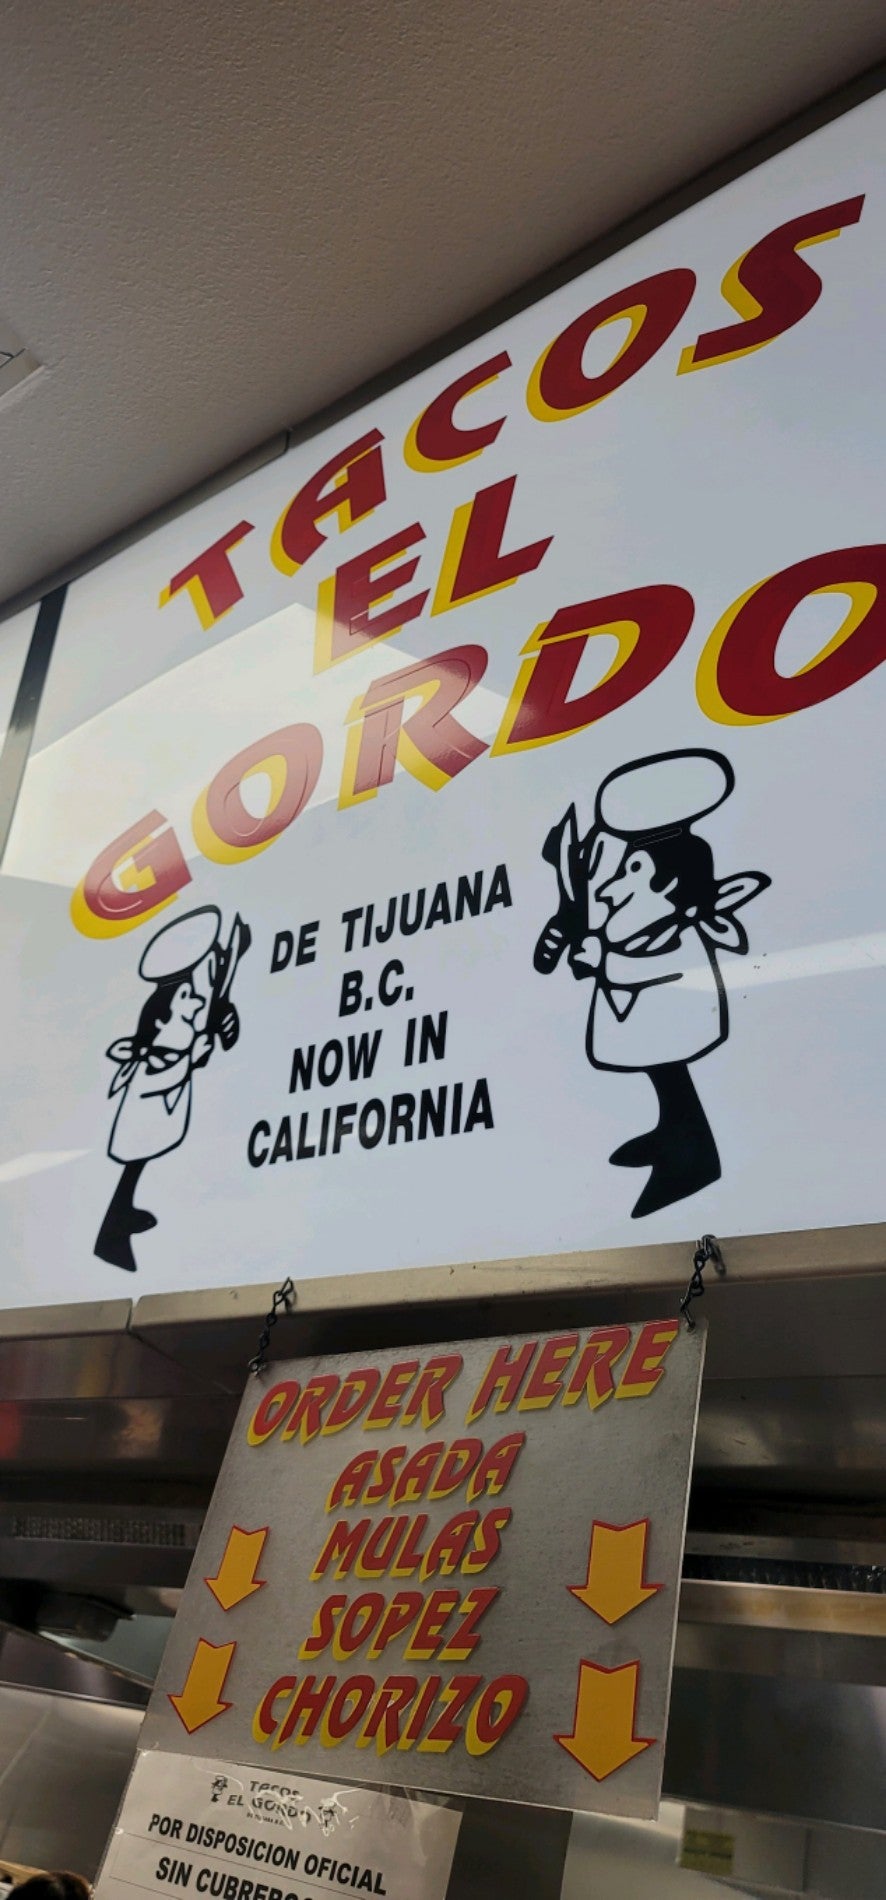 TACOS
EL
GORDO
DE TIJUANA
B.C.
NOW IN
CALIFORNIA
ORDER HERE
ASADA
MULAS
SOPEZ
CHORIZO
TACOS
EL GORDO
POR DISPOSICION OFICIAL
SIN